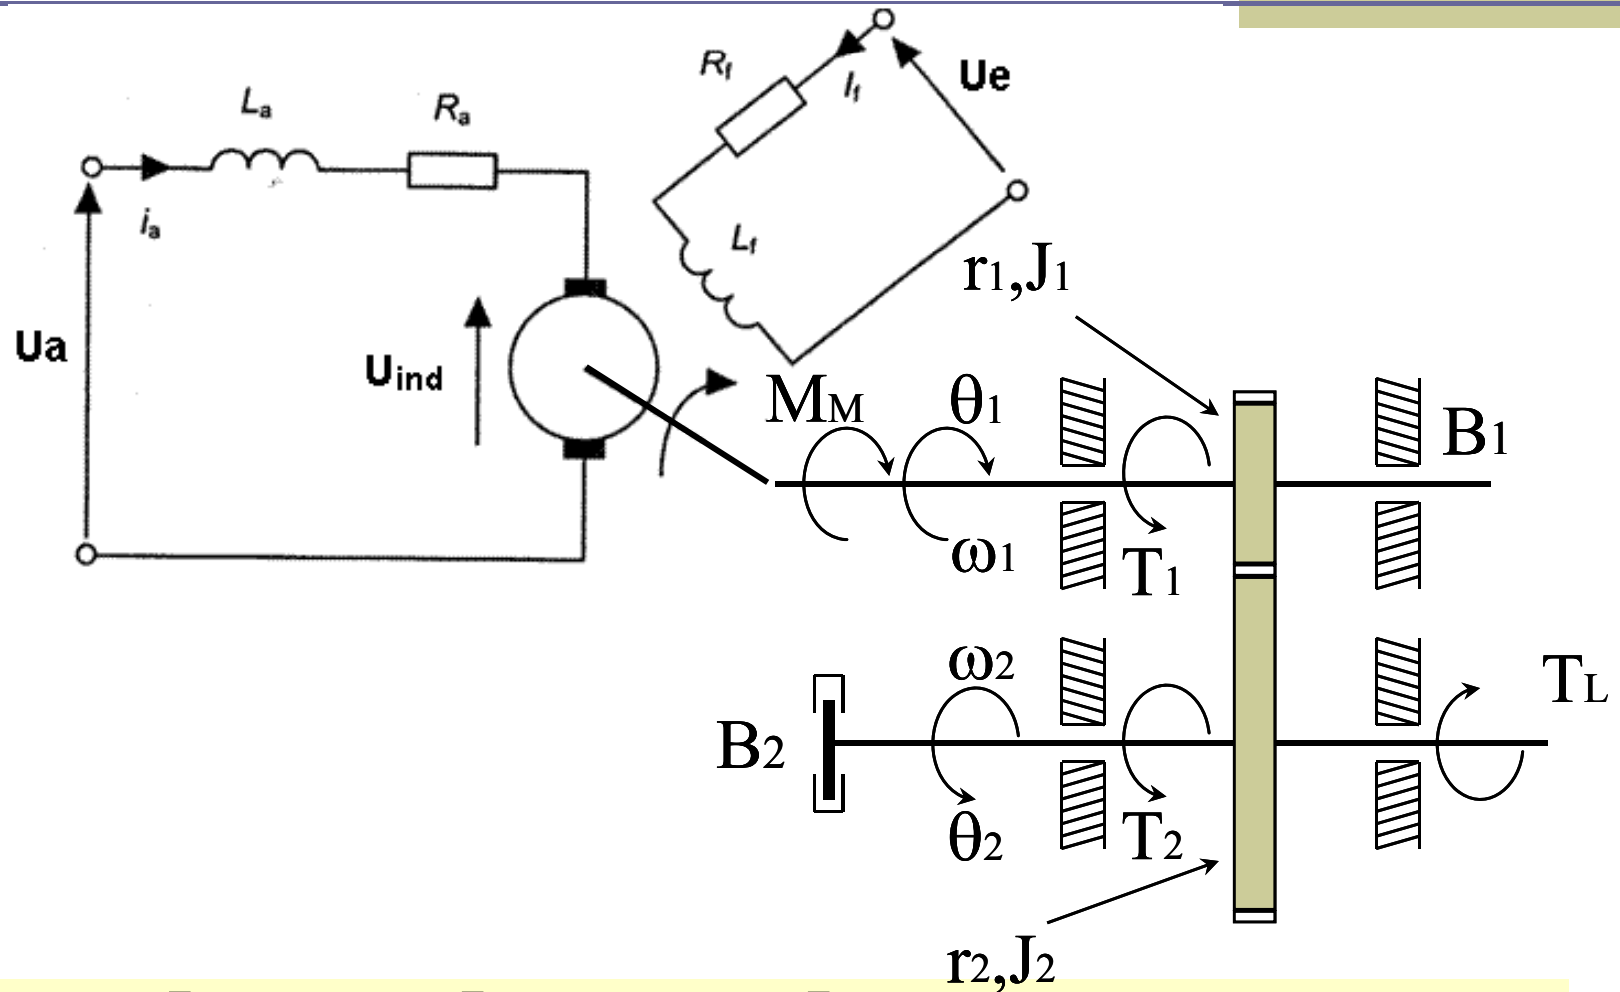 Rf
If
Ue
La
Ra
ia
Lf
r1,J1
Ua
Uind
MM
θ1
B1
ω1
T1
ω2
TL
B2
θ2
T2
r2,J2